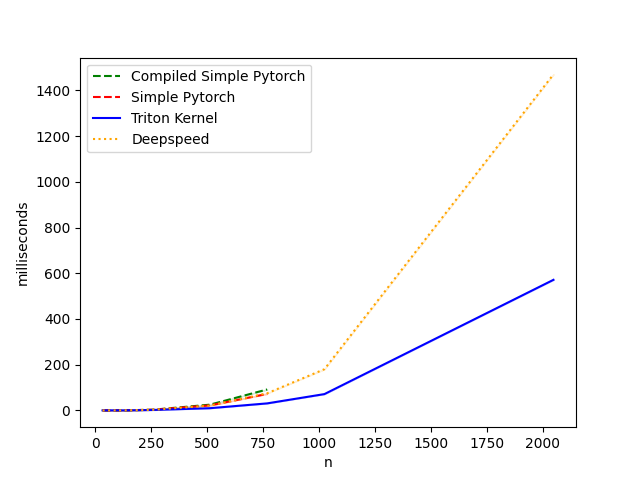 Compiled Simple Pytorch
Simple Pytorch
Triton Kernel
Deepspeed
milliseconds
1400
1200
1000
800
600
400
200
0
0 250 500 750 1000 1250 1500 1750 2000
n